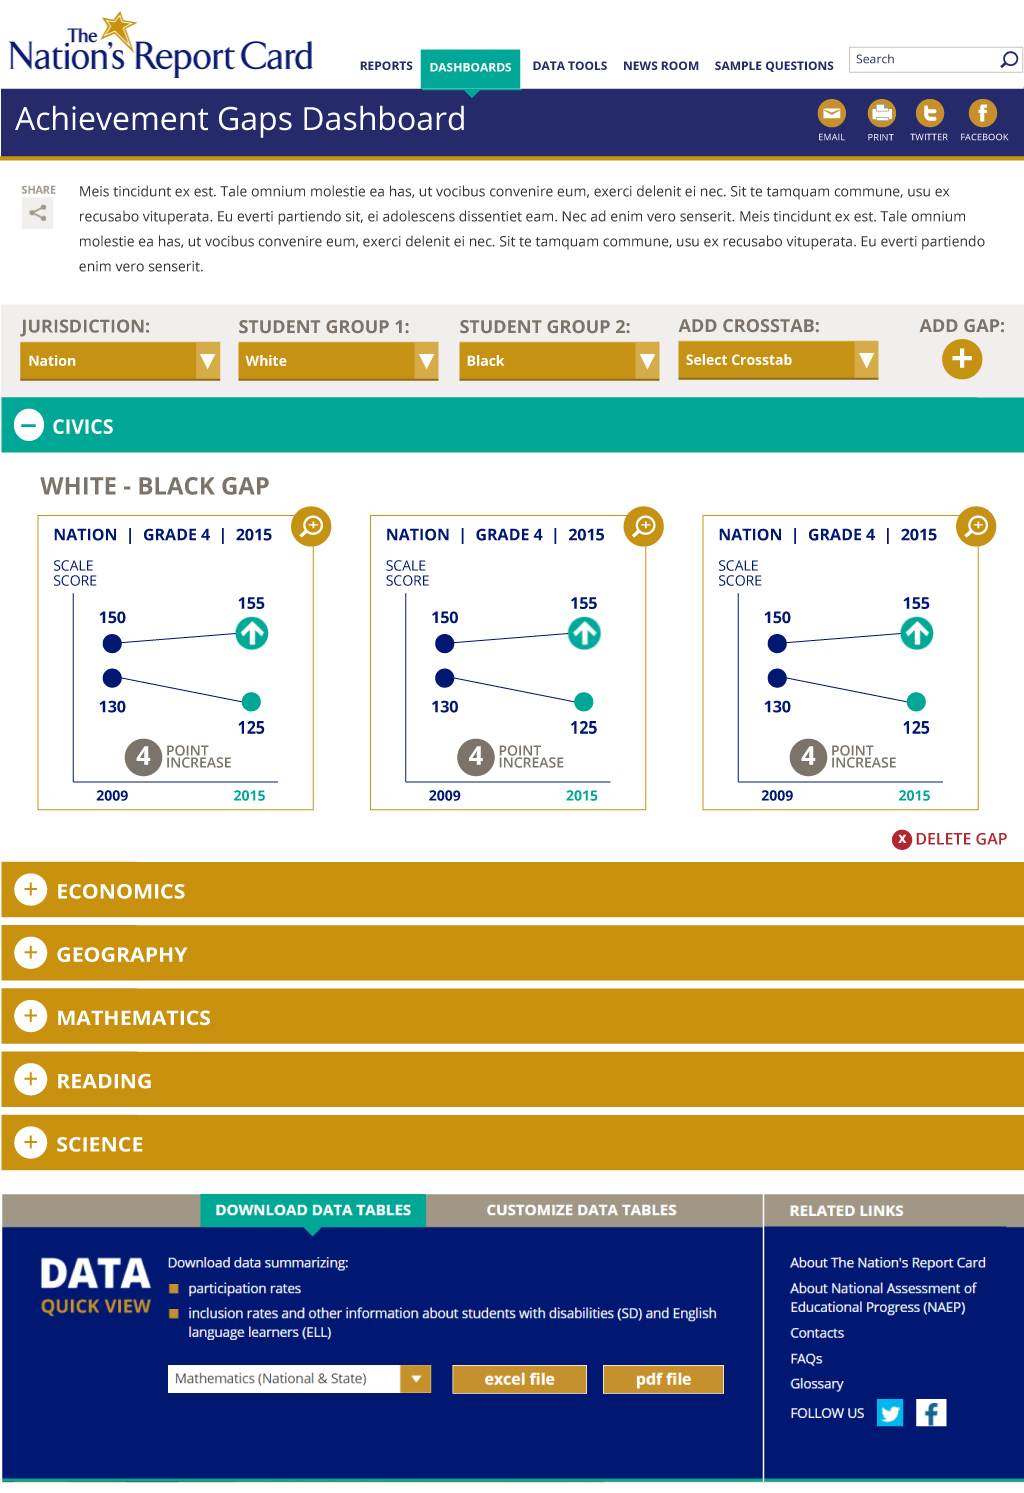 The
Nation's Report Card
REPORTS DASHBOARDS DATA TOOLS NEWS ROOM SAMPLE QUESTIONS Search
Achievement Gaps Dashboard
EMAIL PRINT TWITTER FACEBOOK
SHARE
Meis tincidunt ex est. Tale omnium molestie ea has, ut vocibus convenire eum, exerci delenit ei nec. Sit te tamquam commune, usu ex
recusabo vituperata. Eu everti partiendo sit, ei adolescens dissentiet eam. Nec ad enim vero senserit. Meis tincidunt ex est. Tale omnium
molestie ea has, ut vocibus convenire eum, exerci delenit ei nec. Sit te tamquam commune, usu ex recusabo vituperata. Eu everti partiendo
enim vero senserit.
JURISDICTION: STUDENT GROUP 1: STUDENT GROUP 2: ADD CROSSTAB: ADD GAP:
Nation White Black Select Crosstab
CIVICS
WHITE - BLACK GAP
NATION | GRADE 4 | 2015
SCALE
SCORE
150
155
130
125
4 POINT
INCREASE
2009 2015
NATION | GRADE 4 | 2015
SCALE
SCORE
150
155
130
125
4 POINT
INCREASE
2009 2015
NATION | GRADE 4 | 2015
SCALE
SCORE
150
155
130
125
4 POINT
INCREASE
2009 2015
X DELETE GAP
ECONOMICS
GEOGRAPHY
MATHEMATICS
READING
SCIENCE
DOWNLOAD DATA TABLES CUSTOMIZE DATA TABLES
DATA
QUICK VIEW
Download data summarizing:
participation rates
inclusion rates and other information about students with disabilities (SD) and English
language learners (ELL)
Mathematics (National & State) excel file pdf file
RELATED LINKS
About The Nation's Report Card
About National Assessment of
Educational Progress (NAEP)
Contacts
FAQs
Glossary
FOLLOW US